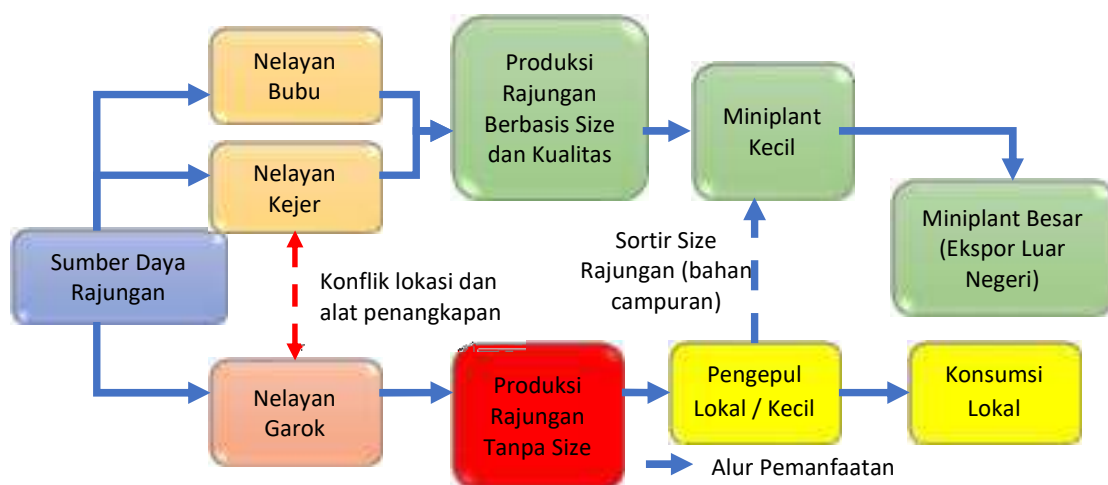 Nelayan
Bubu
Produksi
Rajungan
Berbasis Size
dan Kualitas
Miniplant
Kecil
Nelayan
Kejer
Miniplant Besar
(Ekspor Luar
Negeri)
Sumber Daya
Rajungan
Sortir Size
Rajungan (bahan
campuran)
Konflik lokasi dan
alat penangkapan
Nelayan
Garok
Produksi
Rajungan
Tanpa Size
Pengepul
Lokal / Kecil
Konsumsi
Lokal
Alur Pemanfaatan